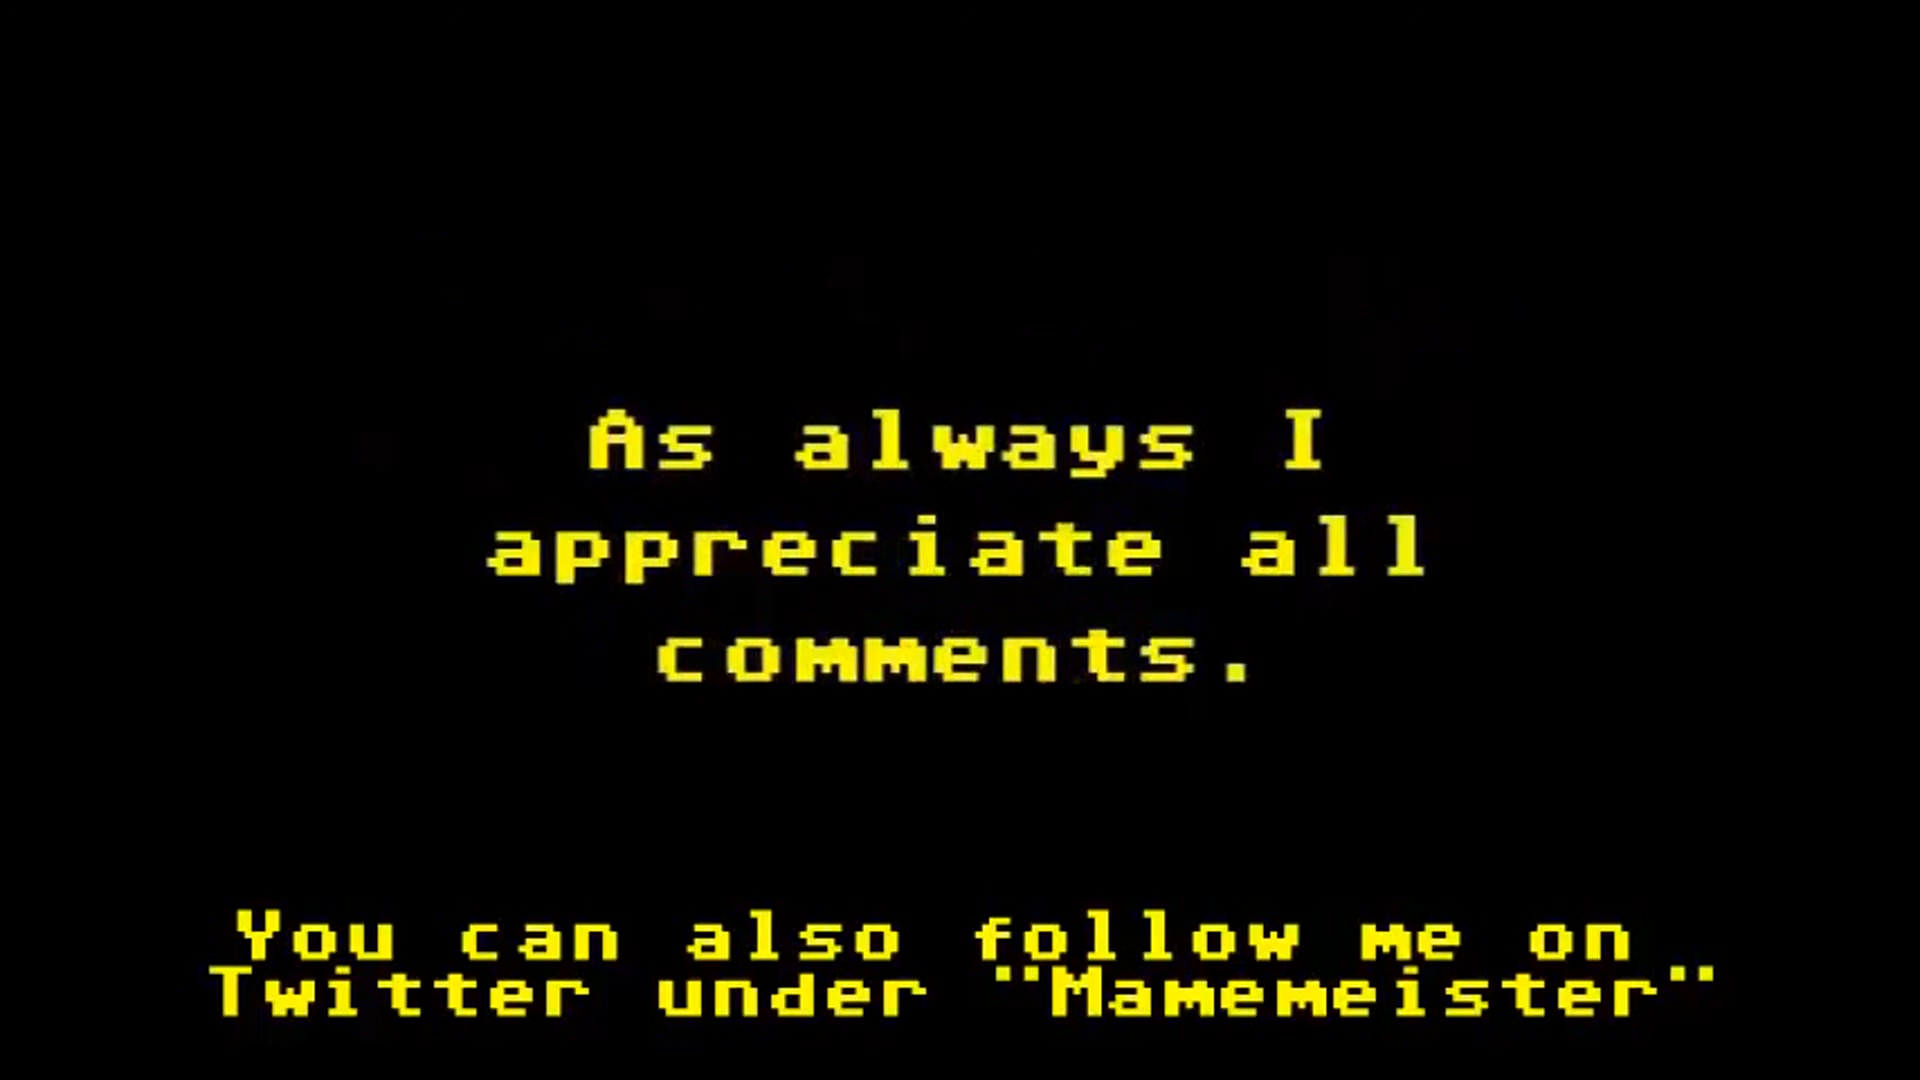 As always I
appreciate all
comments.
You can also follow me on
Twitter under "Mamemeister"